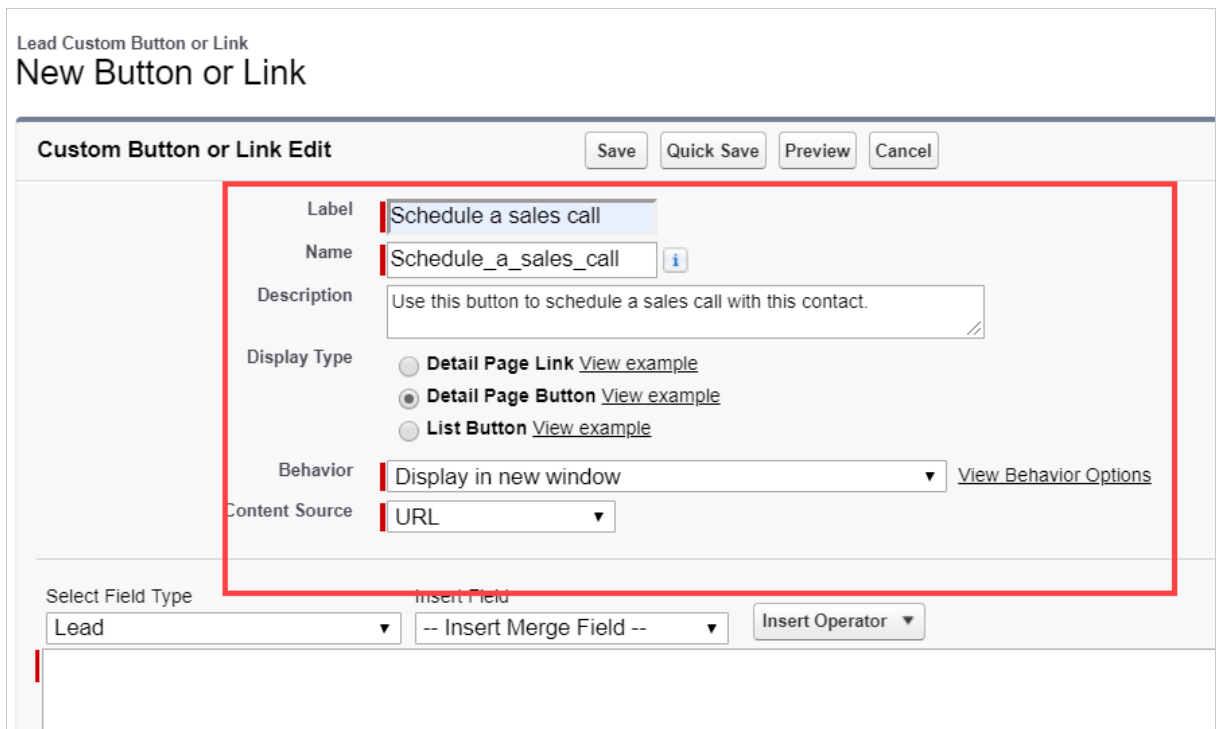 Lead Custom Button or Link
New Button or Link
Custom Button or Link Edit Save Quick Save Preview Cancel
Label Schedule a sales call
Name Schedule_a_sales_call i
Description Use this button to schedule a sales call with this contact.
Display Type Detail Page Link View example
Detail Page Button View example
List Button View example
Behavior Display in new window View Behavior Options
Content Source URL
Select Field Type Insert Field
Lead -- Insert Merge Field -- Insert Operator